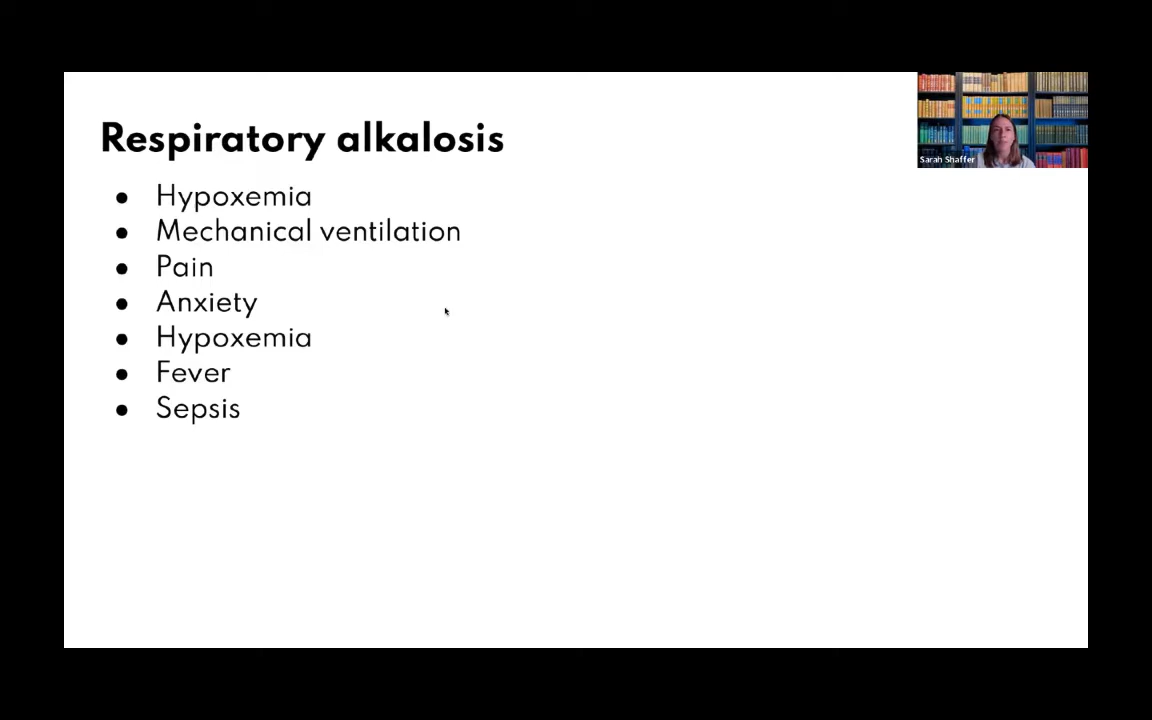 Respiratory alkalosis
Sarah Shaffer
● Hypoxemia
● Mechanical ventilation
● Pain
● Anxiety
● Hypoxemia
● Fever
● Sepsis